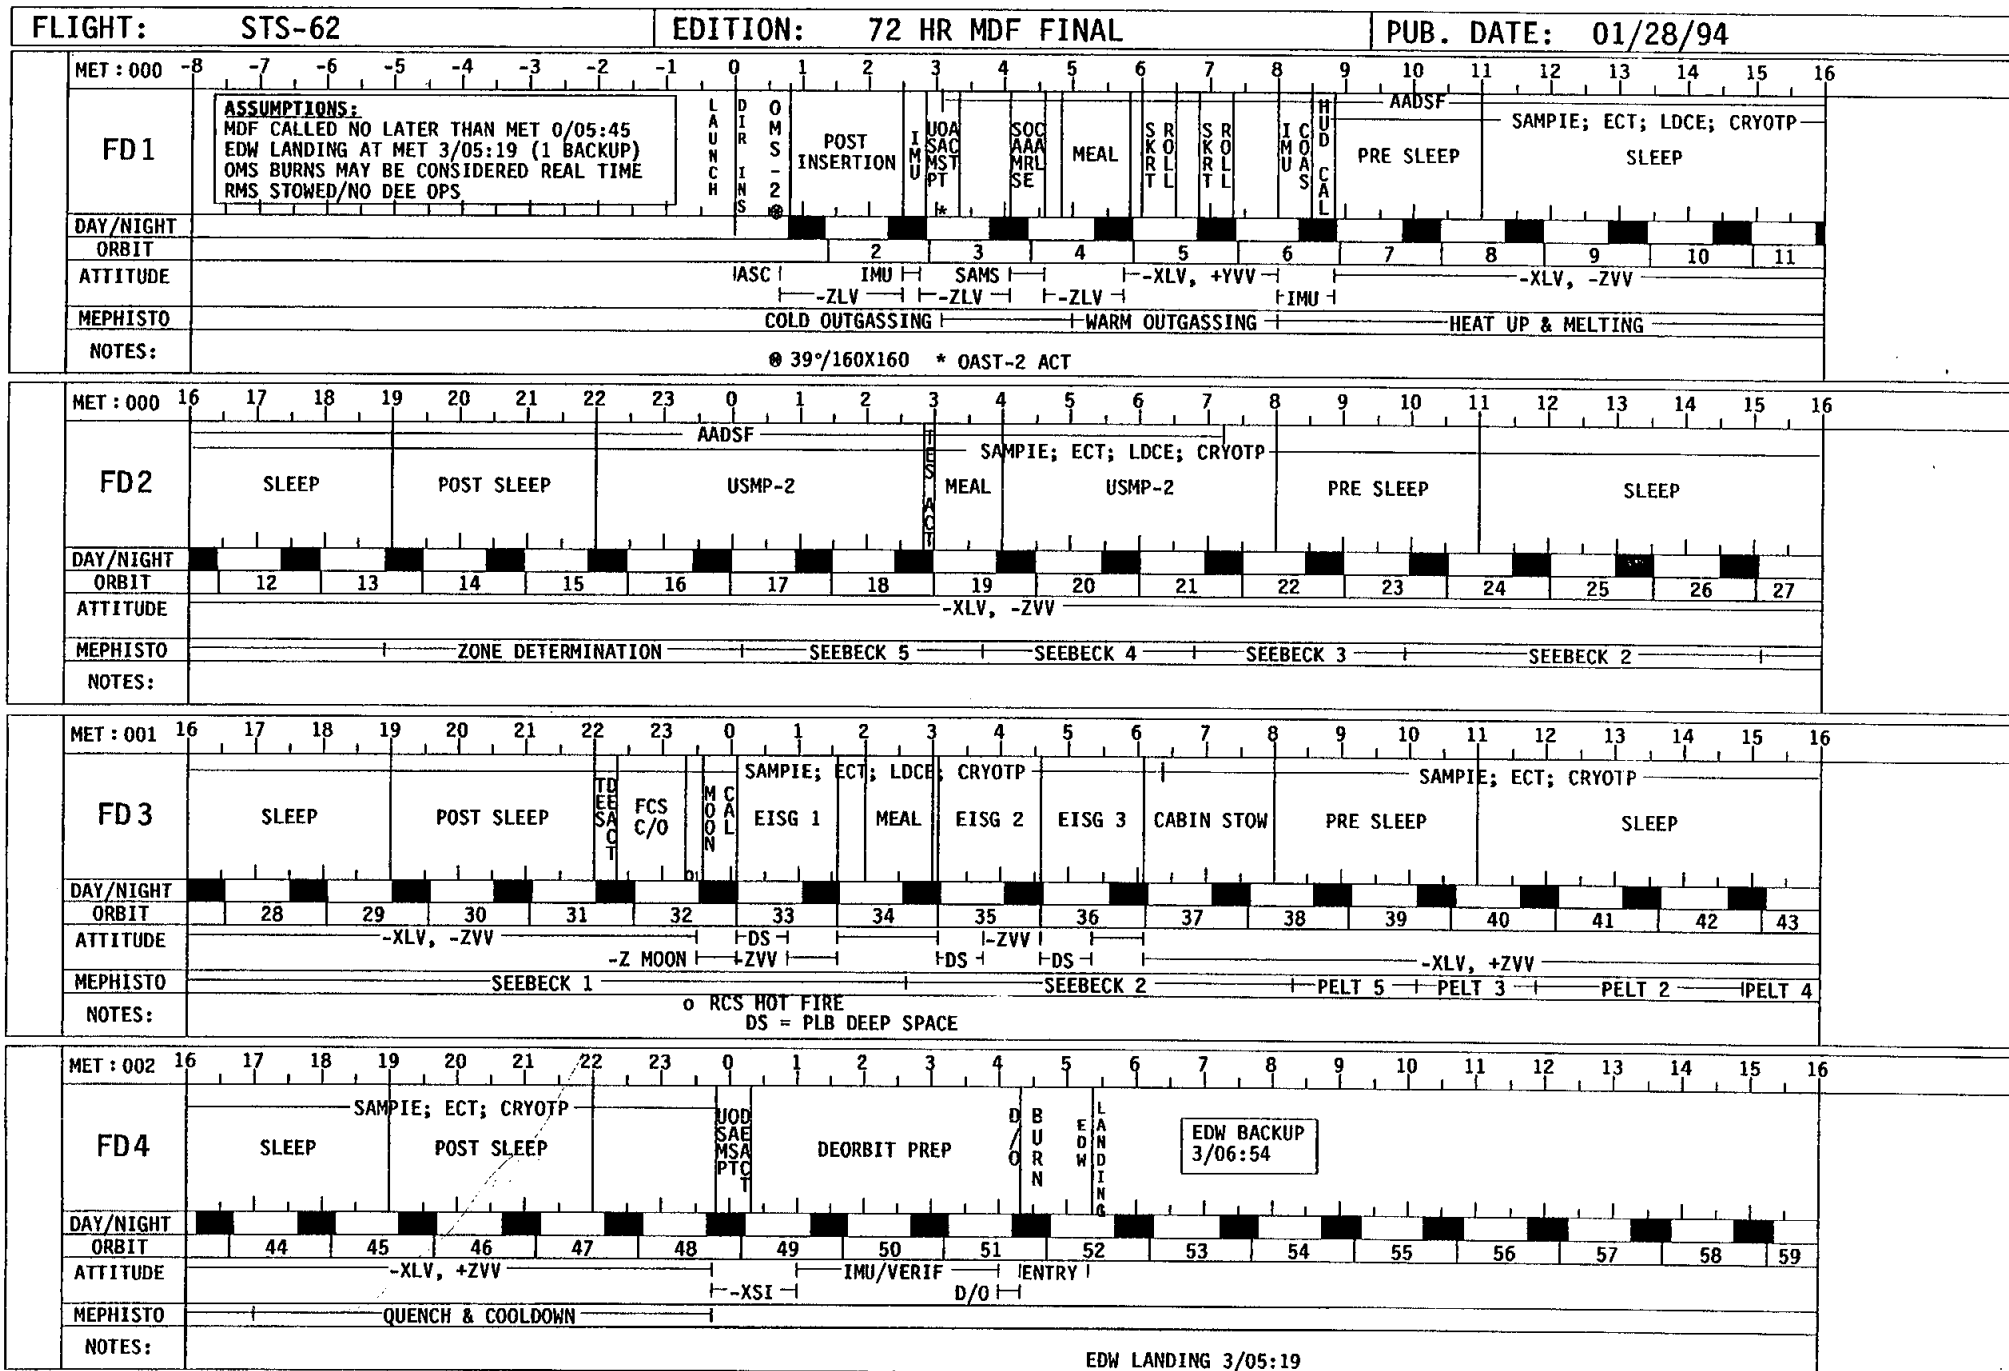 FLIGHT: STS-62 EDITION: 72 HR MDF FINAL PUB. DATE: 01/28/94
MET:000 -8 -7 -6 -5 -4 -3 -2 -1 0 1 2 3 4 5 6 7 8 9 10 11 12 13 14 15 16
FD1
ASSUMPTIONS:
MDF CALLED NO LATER THAN MET 0/05:45
EDW LANDING AT MET 3/05:19 (1 BACKUP)
OMS BURNS MAY BE CONSIDERED REAL TIME
RMS STOWED/NO DEE OPS
LAUNCH
DIR INS
OMS-2⊗
POST INSERTION
IMU
USMP OAST ACT *
SAMS OARE CAL
MEAL
SKRT ROLL
SKRT ROLL
IMU
COAS
HUD CAL
AADSF
SAMPIE; ECT; LDCE; CRYOTP
PRE SLEEP
SLEEP
DAY/NIGHT
ORBIT 2 3 4 5 6 7 8 9 10 11
ATTITUDE ASC IMU SAMS -XLV, +YVV -XLV, -ZVV
-ZLV -ZLV -ZLV IMU
MEPHISTO COLD OUTGASSING WARM OUTGASSING HEAT UP & MELTING
NOTES: ⊗ 39°/160X160 * OAST-2 ACT
MET:000 16 17 18 19 20 21 22 23 0 1 2 3 4 5 6 7 8 9 10 11 12 13 14 15 16
AADSF
SAMPIE; ECT; LDCE; CRYOTP
FD2 SLEEP POST SLEEP USMP-2 TES ACT MEAL USMP-2 PRE SLEEP SLEEP
DAY/NIGHT
ORBIT 12 13 14 15 16 17 18 19 20 21 22 23 24 25 26 27
ATTITUDE -XLV, -ZVV
MEPHISTO ZONE DETERMINATION SEEBECK 5 SEEBECK 4 SEEBECK 3 SEEBECK 2
NOTES:
MET:001 16 17 18 19 20 21 22 23 0 1 2 3 4 5 6 7 8 9 10 11 12 13 14 15 16
SAMPIE; ECT; LDCE; CRYOTP SAMPIE; ECT; CRYOTP
FD3 SLEEP POST SLEEP TES DEACT FCS C/O o MOON CAL EISG 1 MEAL EISG 2 EISG 3 CABIN STOW PRE SLEEP SLEEP
DAY/NIGHT
ORBIT 28 29 30 31 32 33 34 35 36 37 38 39 40 41 42 43
ATTITUDE -XLV, -ZVV DS -ZVV
-Z MOON -ZVV DS DS -XLV, +ZVV
MEPHISTO SEEBECK 1 SEEBECK 2 PELT 5 PELT 3 PELT 2 PELT 4
NOTES: o RCS HOT FIRE
DS = PLB DEEP SPACE
MET:002 16 17 18 19 20 21 22 23 0 1 2 3 4 5 6 7 8 9 10 11 12 13 14 15 16
SAMPIE; ECT; CRYOTP
FD4 SLEEP POST SLEEP USMP OAST DEACT DEORBIT PREP D/O BURN EDW LANDING
EDW BACKUP
3/06:54
DAY/NIGHT
ORBIT 44 45 46 47 48 49 50 51 52 53 54 55 56 57 58 59
ATTITUDE -XLV, +ZVV IMU/VERIF ENTRY
-XSI D/O
MEPHISTO QUENCH & COOLDOWN
NOTES: EDW LANDING 3/05:19